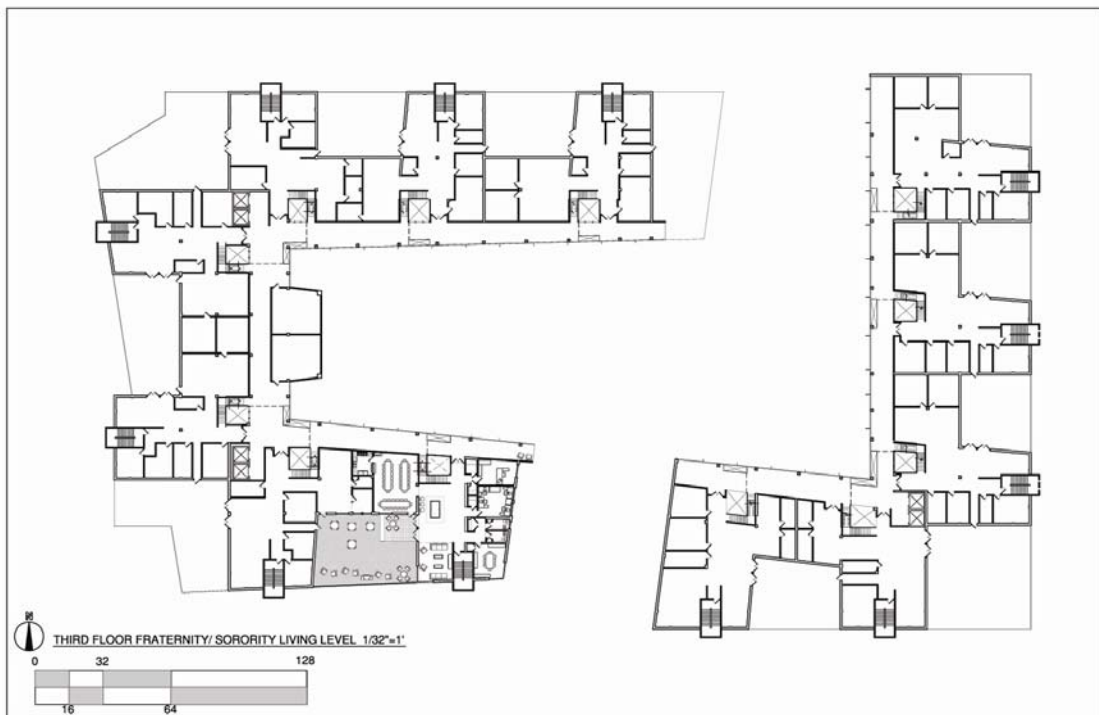 N
THIRD FLOOR FRATERNITY/ SORORITY LIVING LEVEL 1/32"=1'
0 32 128
16 64